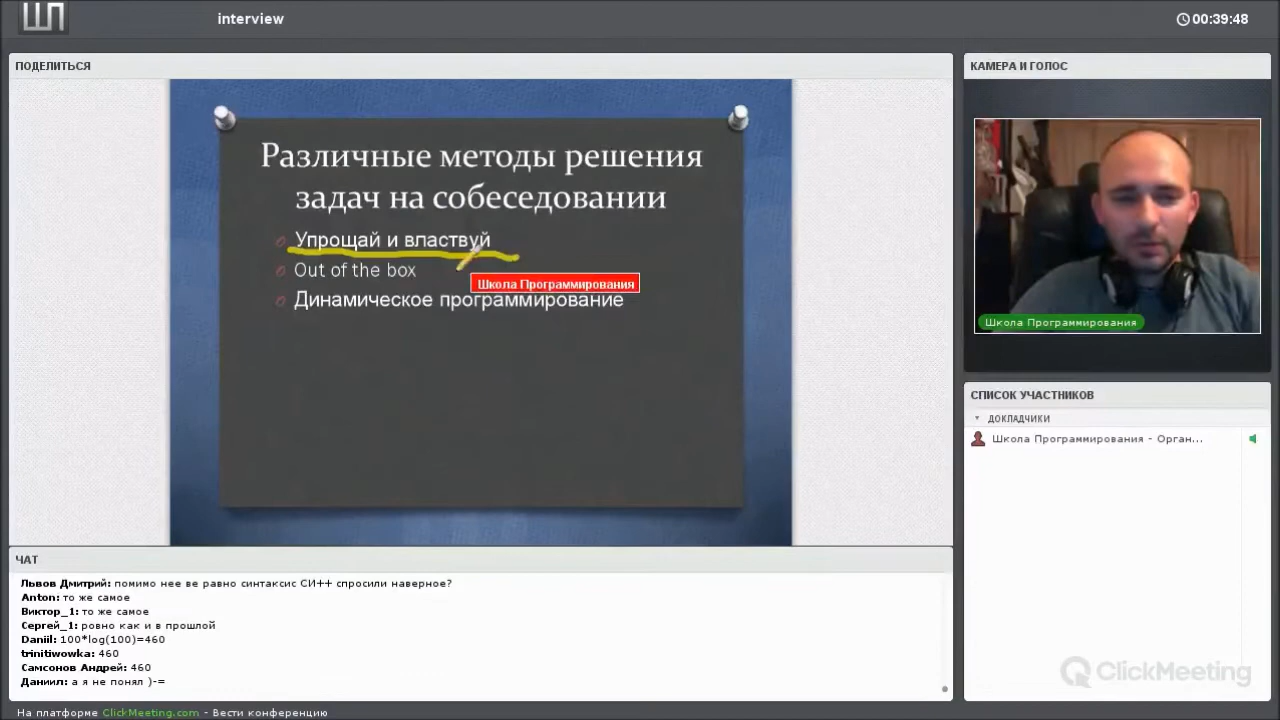 ШП
interview
00:39:48
ПОДЕЛИТЬСЯ
Различные методы решения
задач на собеседовании
Упрощай и властвуй
Out of the box
Школа Программирования
Динамическое программирование
КАМЕРА И ГОЛОС
Школа Программирования
СПИСОК УЧАСТНИКОВ
ДОКЛАДЧИКИ
Школа Программирования - Орган...
ЧАТ
Львов Дмитрий: помимо нее ве равно синтаксис СИ++ спросили наверное?
Anton: то же самое
Виктор_1: то же самое
Сергей_1: ровно как и в прошлой
Daniil: 100*log(100)=460
trinitiwowka: 460
Самсонов Андрей: 460
Даниил: а я не понял )-=
ClickMeeting
На платформе ClickMeeting.com - Вести конференцию